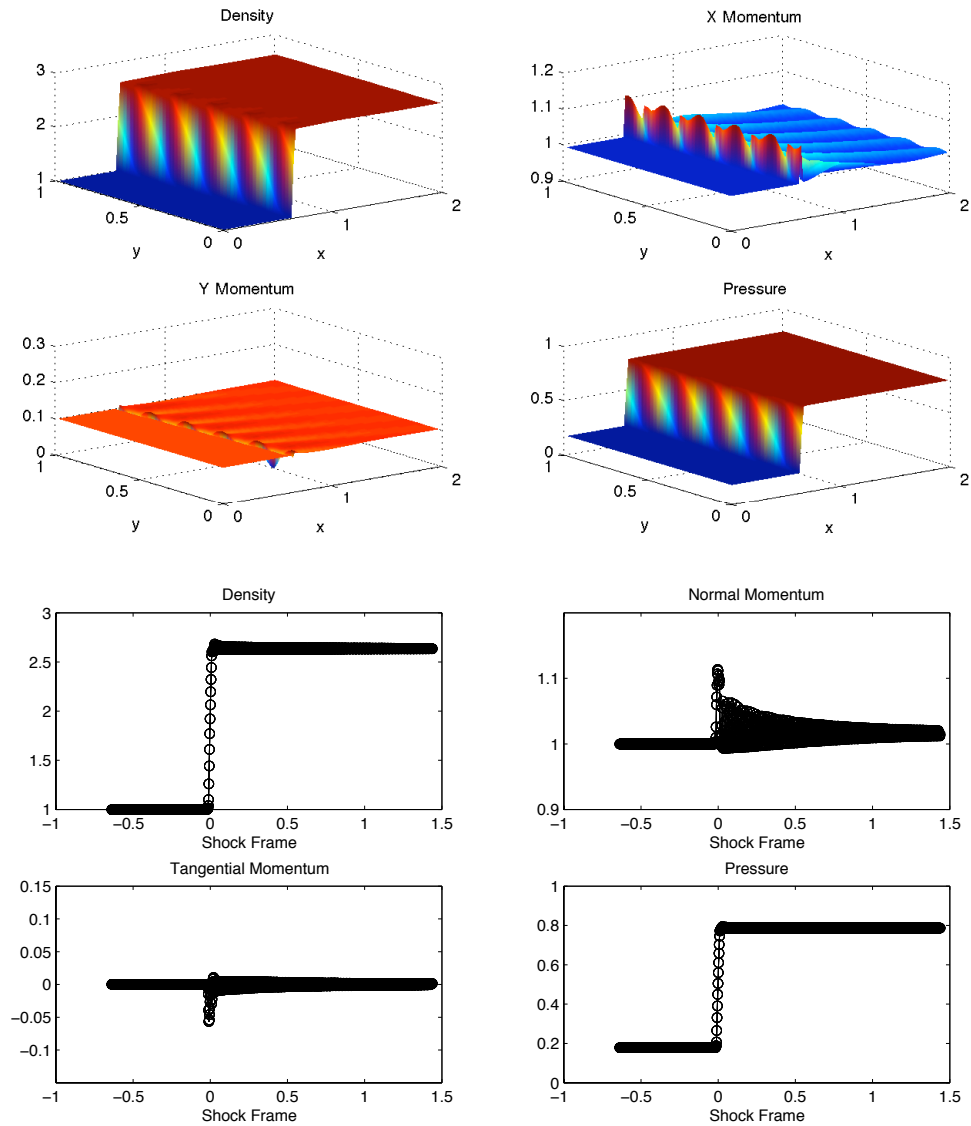 Density
3
2
1
1
0.5
0
0
1
2
y
x
X Momentum
1.2
1.1
1
0.9
1
0.5
0
0
1
2
y
x
Y Momentum
0.3
0.2
0.1
0
1
0.5
0
0
1
2
y
x
Pressure
1
0.5
0
1
0.5
0
0
1
2
y
x
Density
3
2.5
2
1.5
1
−1 −0.5 0 0.5 1 1.5
Shock Frame
Normal Momentum
1.1
1
0.9
−1 −0.5 0 0.5 1 1.5
Shock Frame
Tangential Momentum
0.15
0.1
0.05
0
−0.05
−0.1
−1 −0.5 0 0.5 1 1.5
Shock Frame
Pressure
1
0.8
0.6
0.4
0.2
0
−1 −0.5 0 0.5 1 1.5
Shock Frame